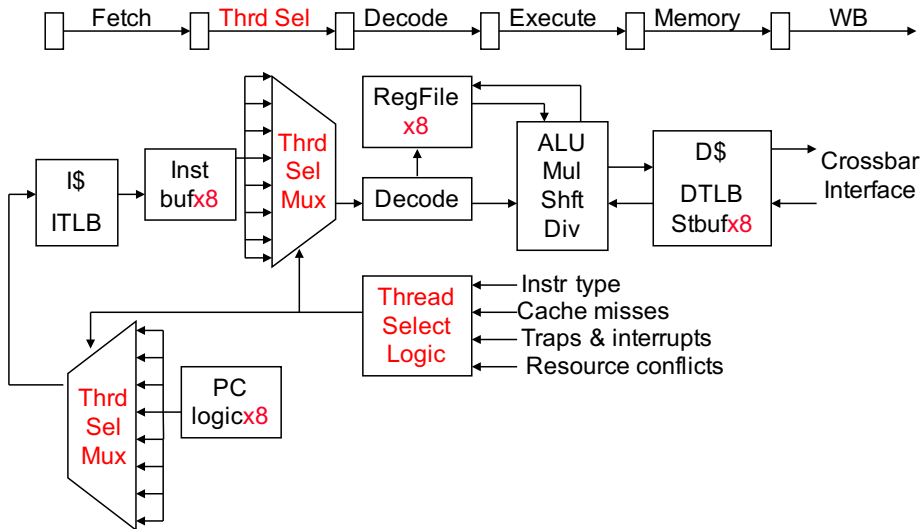 Fetch Thrd Sel Decode Execute Memory WB
I$
ITLB
Inst
bufx8
Thrd
Sel
Mux
RegFile
x8
Decode
ALU
Mul
Shft
Div
D$
DTLB
Stbufx8
Crossbar
Interface
Thread
Select
Logic
Instr type
Cache misses
Traps & interrupts
Resource conflicts
Thrd
Sel
Mux
PC
logicx8